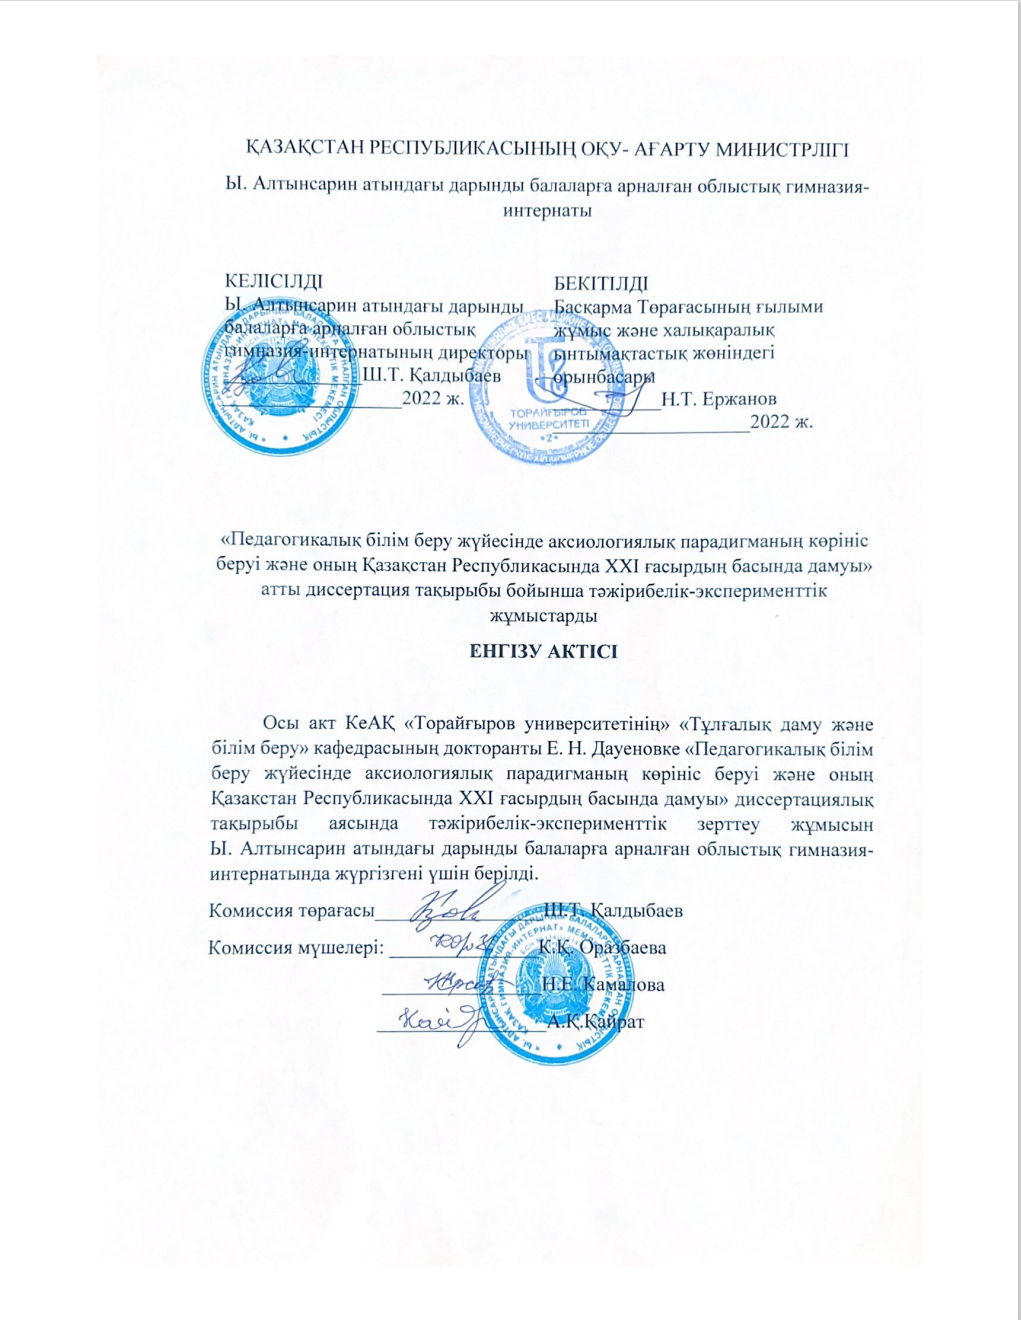 ҚАЗАҚСТАН РЕСПУБЛИКАСЫНЫҢ ОҚУ- АҒАРТУ МИНИСТРЛІГІ
Ы. Алтынсарин атындағы дарынды балаларға арналған облыстық гимназия-
интернаты
КЕЛІСІЛДІ
Ы. Алтынсарин атындағы дарынды
балаларға арналған облыстық
гимназия-интернатының директоры
Ш.Т. Қалдыбаев
2022 ж.
БЕКІТІЛДІ
Басқарма Төрағасының ғылыми
жұмыс және халықаралық
ынтымақтастық жөніндегі
орынбасары
Н.Т. Ержанов
2022 ж.
ТОРАЙҒЫРОВ
УНИВЕРСИТЕТІ
*2*
«Педагогикалық білім беру жүйесінде аксиологиялық парадигманың көрініс
беруі және оның Қазақстан Республикасында XXI ғасырдың басында дамуы»
атты диссертация тақырыбы бойынша тәжірибелік-эксперименттік
жұмыстарды
ЕНГІЗУ АКТІСІ
Осы акт КеАҚ «Торайғыров университетінің» «Тұлғалық даму және
білім беру» кафедрасының докторанты Е. Н. Дауеновке «Педагогикалық білім
беру жүйесінде аксиологиялық парадигманың көрініс беруі және оның
Қазақстан Республикасында XXI ғасырдың басында дамуы» диссертациялық
тақырыбы аясында тәжірибелік-эксперименттік зерттеу жұмысын
Ы. Алтынсарин атындағы дарынды балаларға арналған облыстық гимназия-
интернатында жүргізгені үшін берілді.
Комиссия төрағасы Ш.Т. Қалдыбаев
Комиссия мүшелері: К.Қ. Оразбаева
Н.Е. Камалова
А.Қ.Қайрат